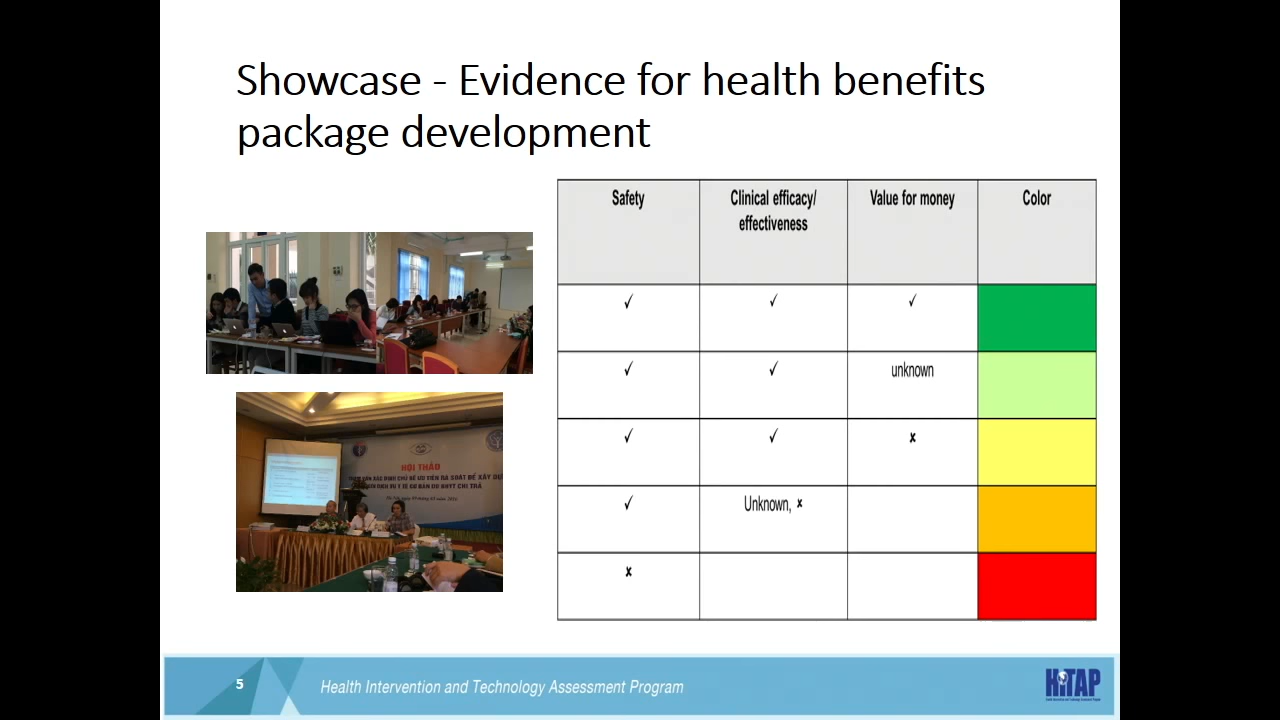 Showcase - Evidence for health benefits
package development
Safety
Clinical efficacy/
effectiveness
Value for money
Color
✓ ✓ ✓
✓ ✓ unknown
✓ ✓ ✗
✓ Unknown, ✗
✗
HỘI THẢO
5
Health Intervention and Technology Assessment Program
HiTAP